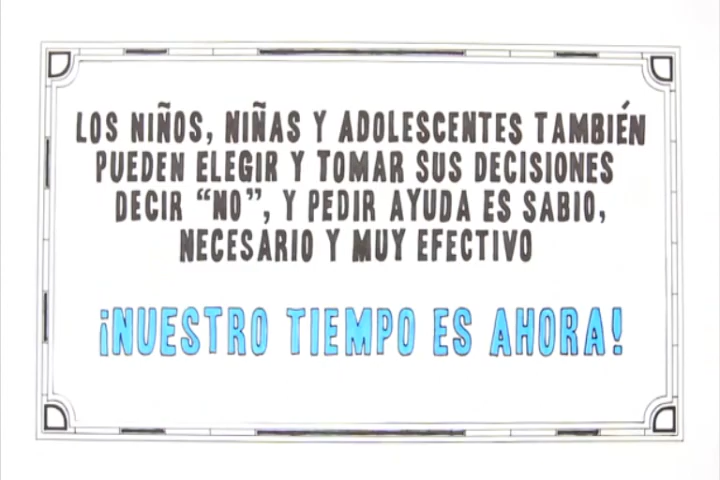 LOS NIÑOS, NIÑAS Y ADOLESCENTES TAMBIÉN
PUEDEN ELEGIR Y TOMAR SUS DECISIONES
DECIR “NO”, Y PEDIR AYUDA ES SABIO,
NECESARIO Y MUY EFECTIVO
¡NUESTRO TIEMPO ES AHORA!